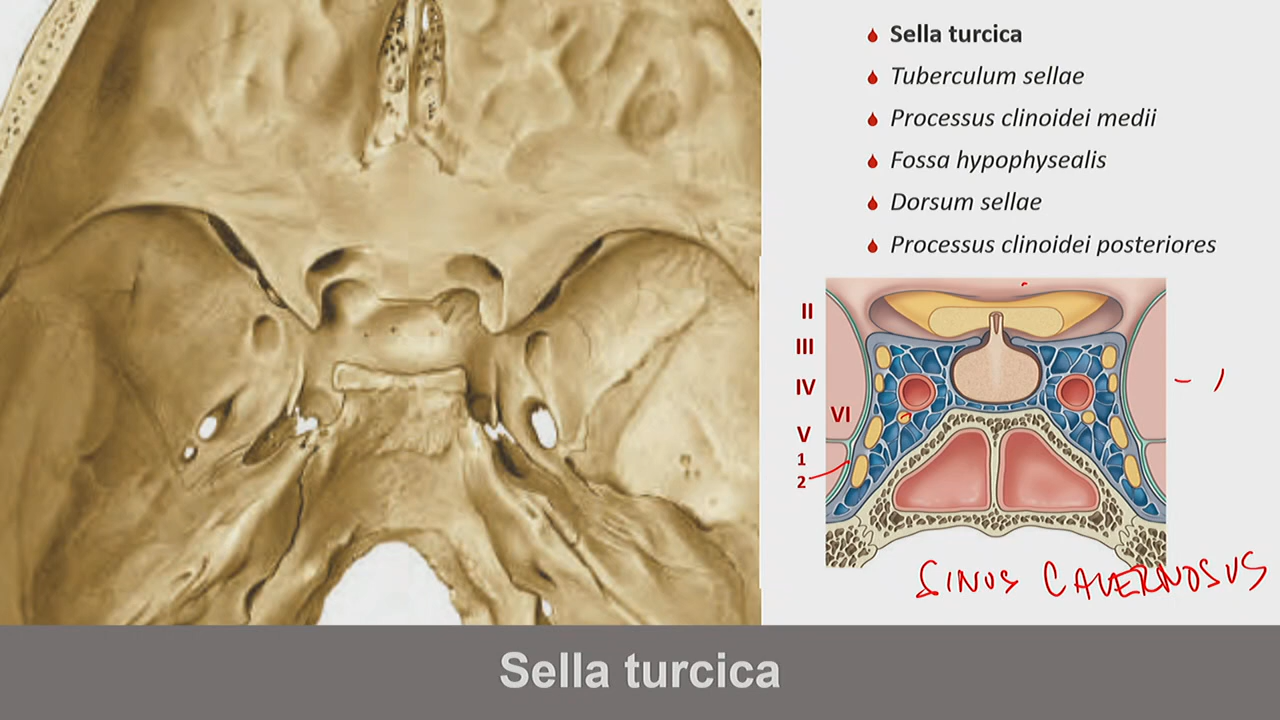 Sella turcica
Tuberculum sellae
Processus clinoidei medii
Fossa hypophysealis
Dorsum sellae
Processus clinoidei posteriores
II
III
IV
VI
V
1
2
SINUS CAVERNOSUS
Sella turcica